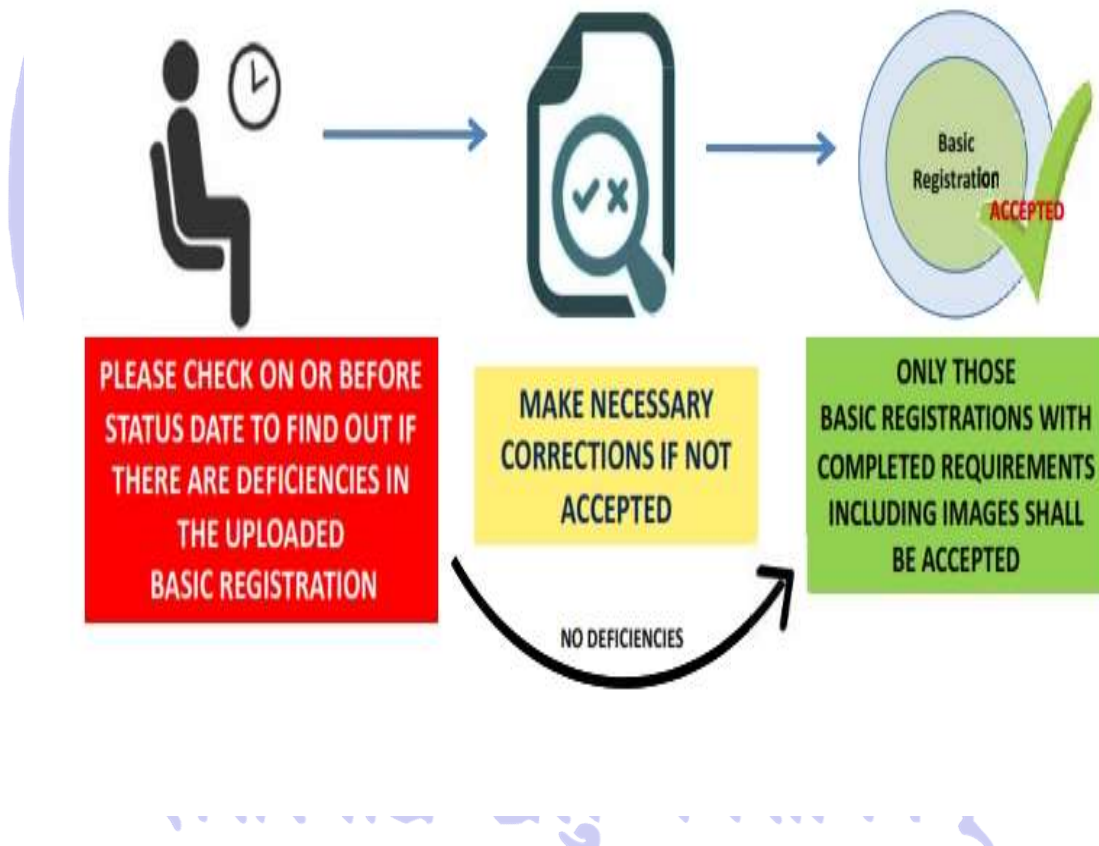 Basic
Registration
ACCEPTED
PLEASE CHECK ON OR BEFORE
STATUS DATE TO FIND OUT IF
THERE ARE DEFICIENCIES IN
THE UPLOADED
BASIC REGISTRATION
MAKE NECESSARY
CORRECTIONS IF NOT
ACCEPTED
ONLY THOSE
BASIC REGISTRATIONS WITH
COMPLETED REQUIREMENTS
INCLUDING IMAGES SHALL
BE ACCEPTED
NO DEFICIENCIES